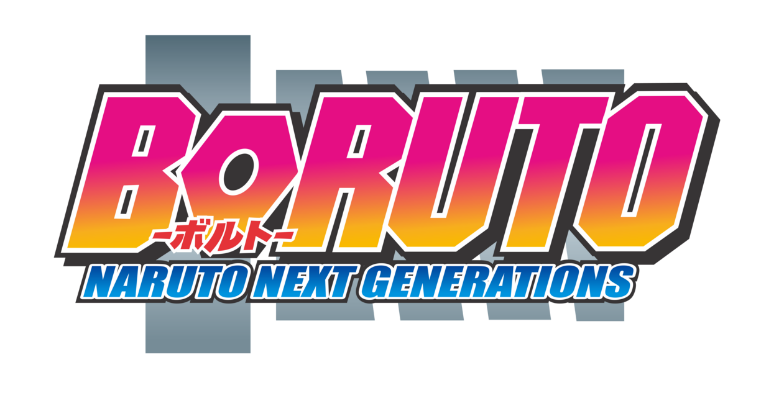 BORUTO
-ボルト-
NARUTO NEXT GENERATIONS